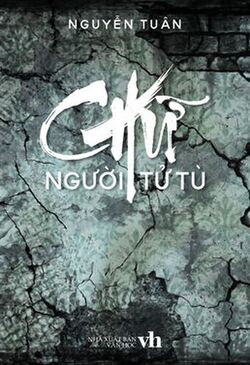 NGUYỄN TUÂN
CHỮ
NGƯỜI TỬ TÙ
NHÀ XUẤT BẢN
VĂN HỌC
vh